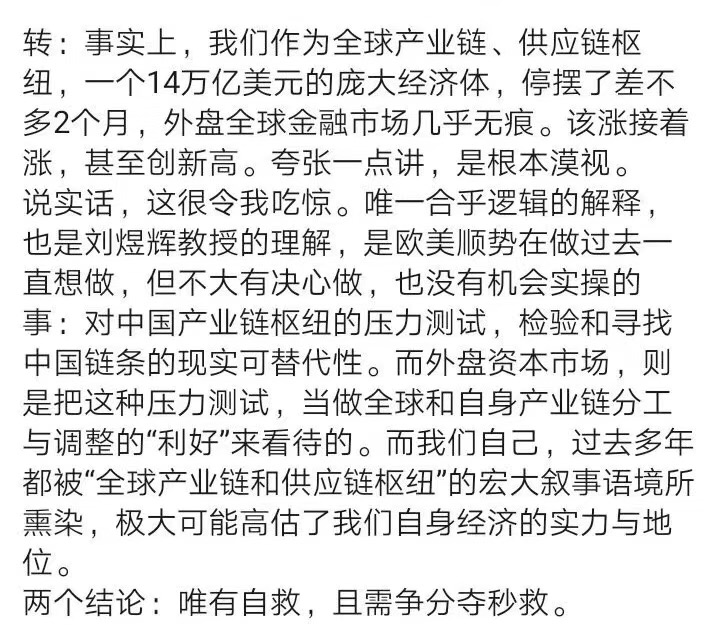 转：事实上，我们作为全球产业链、供应链枢
纽，一个14万亿美元的庞大经济体，停摆了差不
多2个月，外盘全球金融市场几乎无痕。该涨接着
涨，甚至创新高。夸张一点讲，是根本漠视。
说实话，这很令我吃惊。唯一合乎逻辑的解释，
也是刘煜辉教授的理解，是欧美顺势在做过去一
直想做，但不大有决心做，也没有机会实操的
事：对中国产业链枢纽的压力测试，检验和寻找
中国链条的现实可替代性。而外盘资本市场，则
是把这种压力测试，当做全球和自身产业链分工
与调整的“利好”来看待的。而我们自己，过去多年
都被“全球产业链和供应链枢纽”的宏大叙事语境所
熏染，极大可能高估了我们自身经济的实力与地
位。
两个结论：唯有自救，且需争分夺秒救。